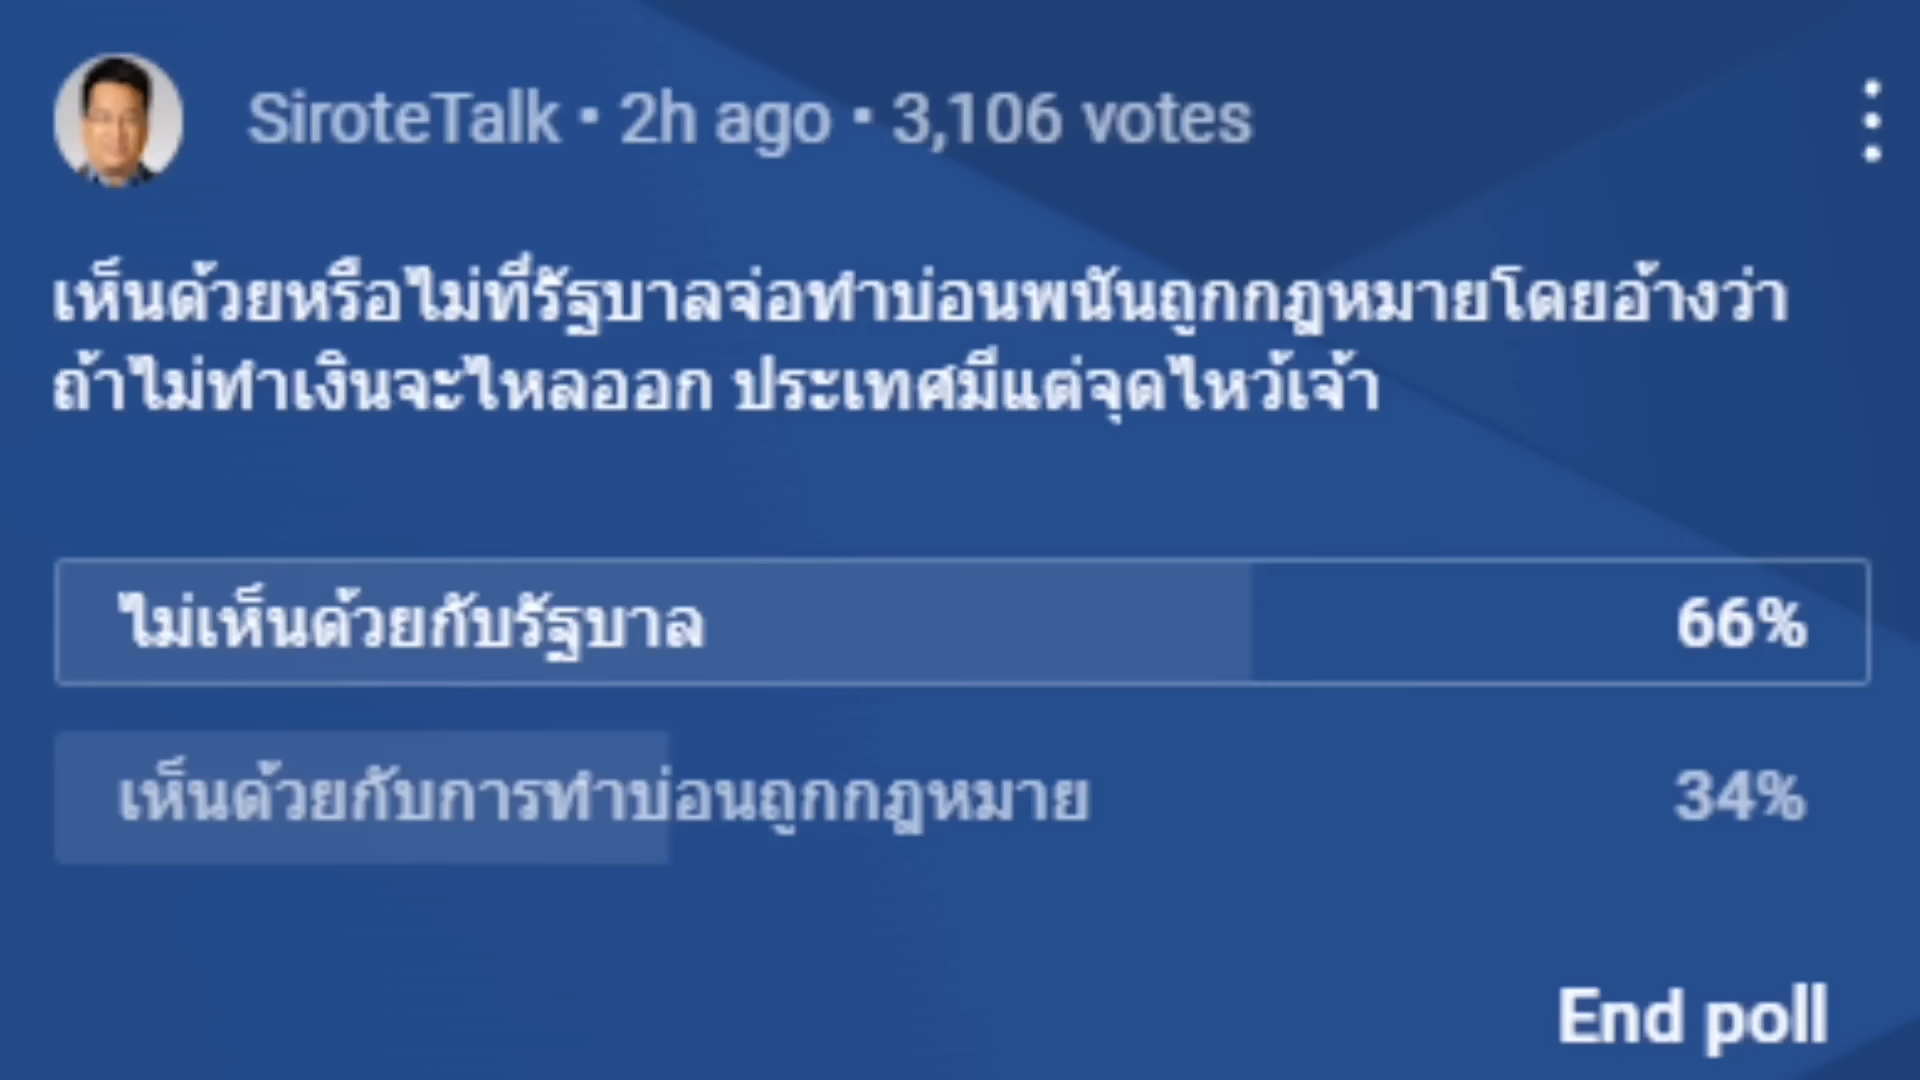 SiroteTalk • 2h ago • 3,106 votes
เห็นด้วยหรือไม่ที่รัฐบาลจ่อทำบ่อนพนันถูกกฎหมายโดยอ้างว่า
ถ้าไม่ทำเงินจะไหลออก ประเทศมีแต่จุดไหว้เจ้า
ไม่เห็นด้วยกับรัฐบาล 66%
เห็นด้วยกับการทำบ่อนถูกกฎหมาย 34%
End poll